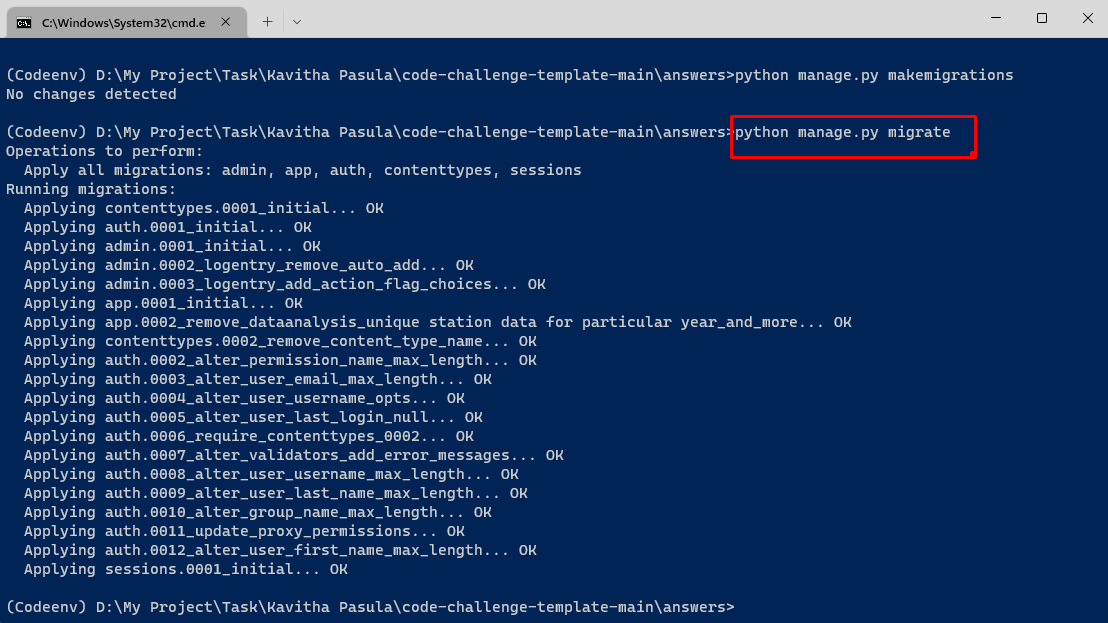 C:\Windows\System32\cmd.e
(Codeenv) D:\My Project\Task\Kavitha Pasula\code-challenge-template-main\answers>python manage.py makemigrations
No changes detected
(Codeenv) D:\My Project\Task\Kavitha Pasula\code-challenge-template-main\answers>python manage.py migrate
Operations to perform:
  Apply all migrations: admin, app, auth, contenttypes, sessions
Running migrations:
  Applying contenttypes.0001_initial... OK
  Applying auth.0001_initial... OK
  Applying admin.0001_initial... OK
  Applying admin.0002_logentry_remove_auto_add... OK
  Applying admin.0003_logentry_add_action_flag_choices... OK
  Applying app.0001_initial... OK
  Applying app.0002_remove_dataanalysis_unique station data for particular year_and_more... OK
  Applying contenttypes.0002_remove_content_type_name... OK
  Applying auth.0002_alter_permission_name_max_length... OK
  Applying auth.0003_alter_user_email_max_length... OK
  Applying auth.0004_alter_user_username_opts... OK
  Applying auth.0005_alter_user_last_login_null... OK
  Applying auth.0006_require_contenttypes_0002... OK
  Applying auth.0007_alter_validators_add_error_messages... OK
  Applying auth.0008_alter_user_username_max_length... OK
  Applying auth.0009_alter_user_last_name_max_length... OK
  Applying auth.0010_alter_group_name_max_length... OK
  Applying auth.0011_update_proxy_permissions... OK
  Applying auth.0012_alter_user_first_name_max_length... OK
  Applying sessions.0001_initial... OK
(Codeenv) D:\My Project\Task\Kavitha Pasula\code-challenge-template-main\answers>